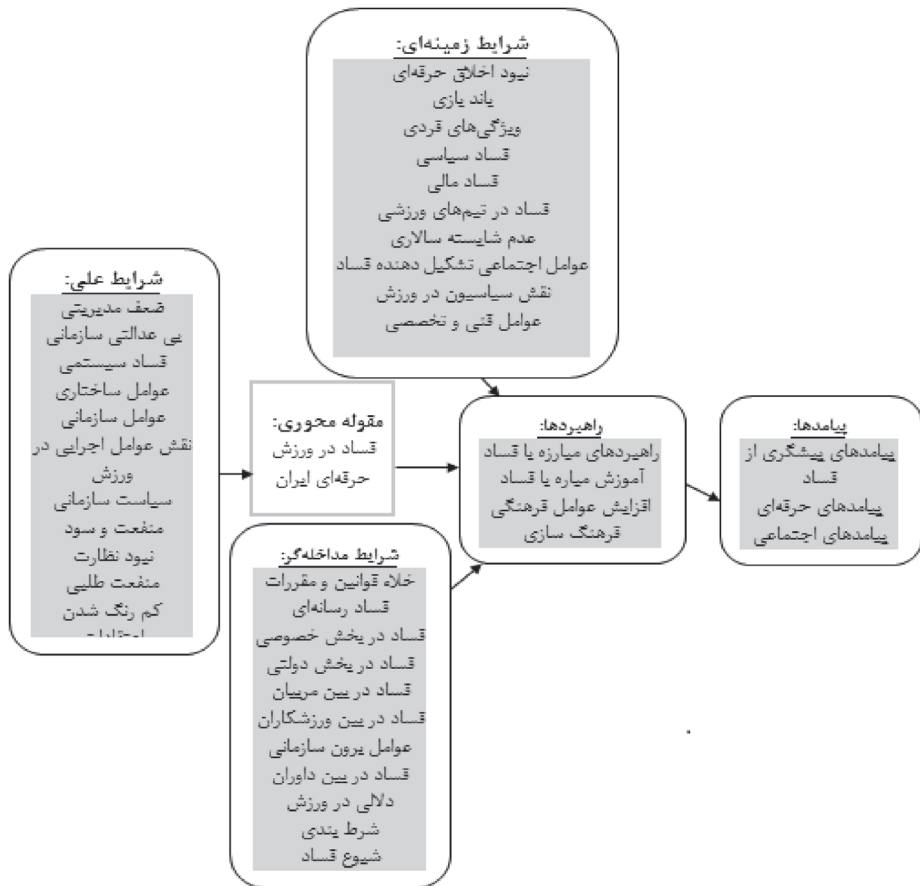 شرایط زمینه‌ای:
نبود اخلاق حرفه‌ای
باند بازی
ویژگی‌های فردی
فساد سیاسی
فساد مالی
فساد در تیم‌های ورزشی
عدم شایسته سالاری
عوامل اجتماعی تشکیل دهنده فساد
نقش سیاسیون در ورزش
عوامل فنی و تخصصی
شرایط علی:
ضعف مدیریتی
بی عدالتی سازمانی
فساد سیستمی
عوامل ساختاری
عوامل سازمانی
نقش عوامل اجرایی در
ورزش
سیاست سازمانی
منفعت و سود
نبود نظارت
منفعت طلبی
کم رنگ شدن
مقوله محوری:
فساد در ورزش
حرفه‌ای ایران
شرایط مداخله‌گر:
خلاء قوانین و مقررات
فساد رسانه‌ای
فساد در بخش خصوصی
فساد در بخش دولتی
فساد در بین مربیان
فساد در بین ورزشکاران
عوامل برون سازمانی
فساد در بین داوران
دلالی در ورزش
شرط بندی
شیوع فساد
راهبردها:
راهبردهای مبارزه با فساد
آموزش میاره با فساد
افزایش عوامل فرهنگی
فرهنگ سازی
پیامدها:
پیامدهای پیشگری از
فساد
پیامدهای حرفه‌ای
پیامدهای اجتماعی